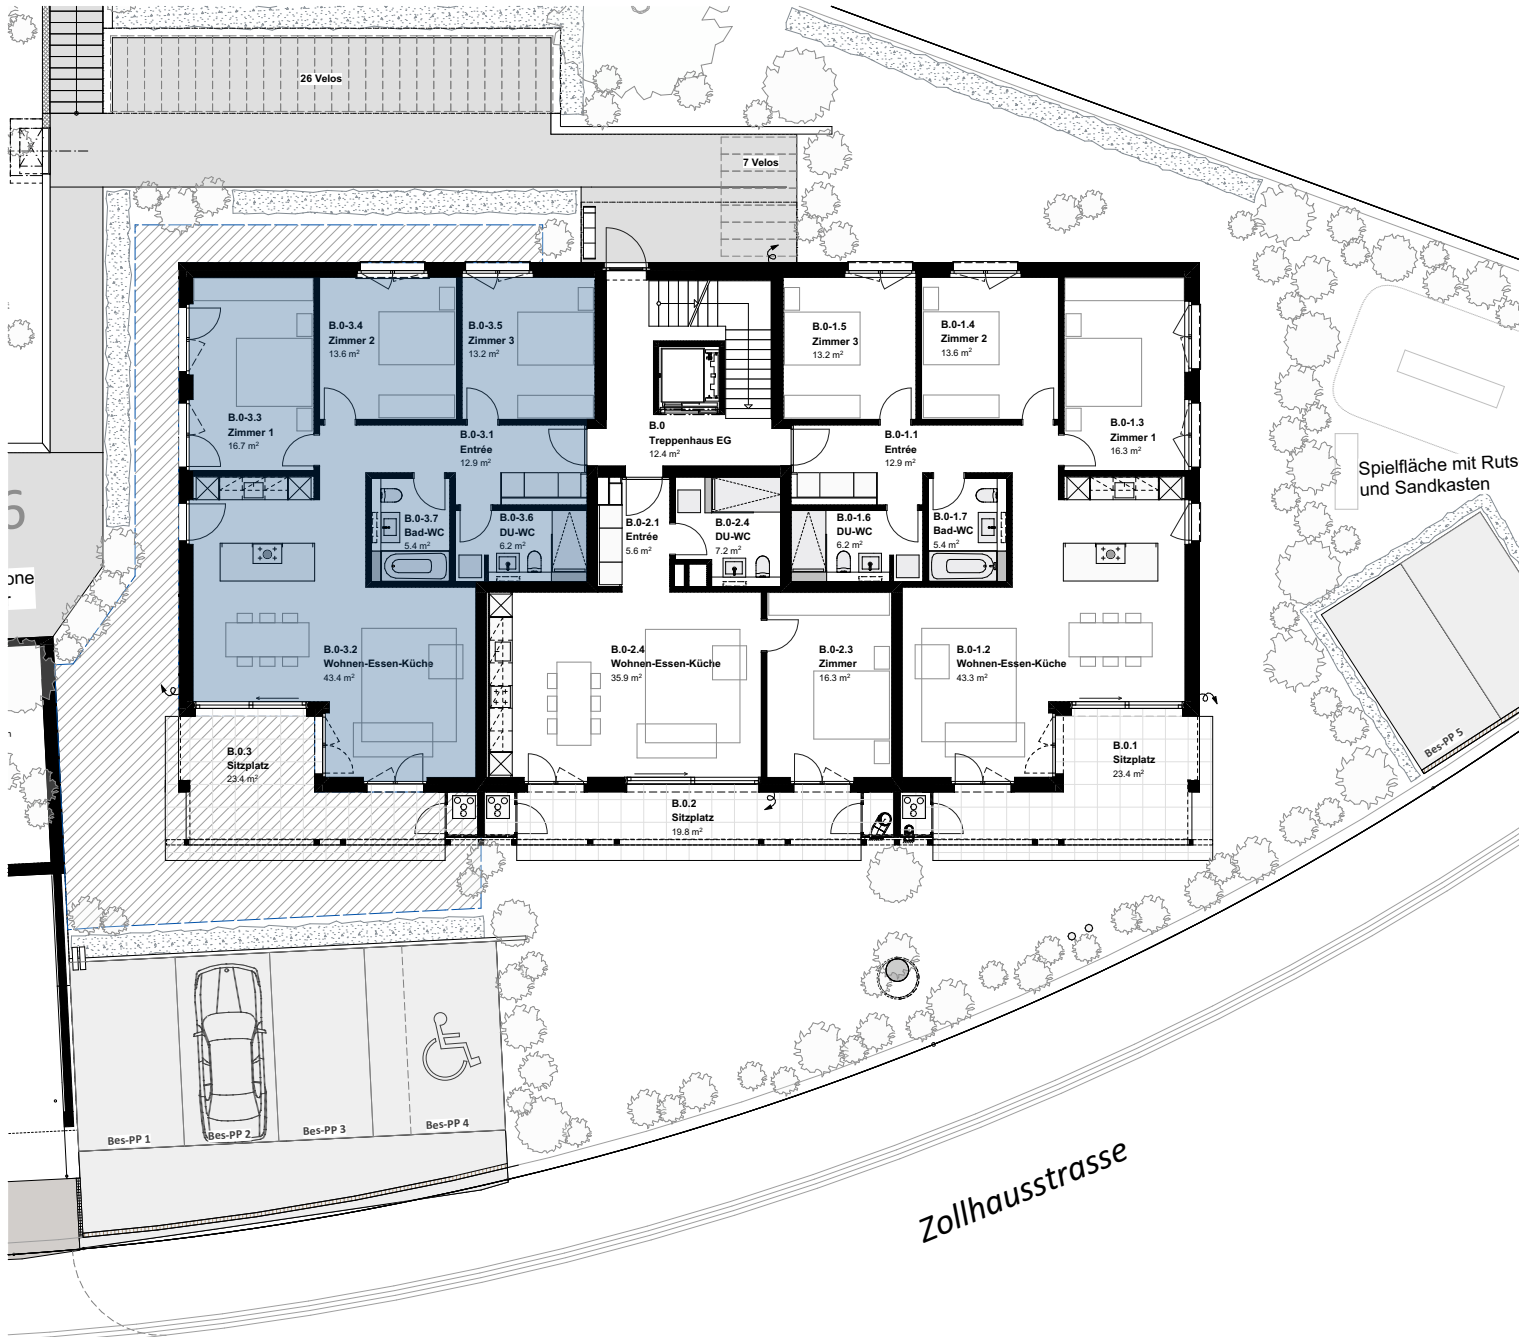 26 Velos
7 Velos
B.0-3.4
Zimmer 2
13.6 m²
B.0-3.5
Zimmer 3
13.2 m²
B.0-1.5
Zimmer 3
13.2 m²
B.0-1.4
Zimmer 2
13.6 m²
B.0-3.3
Zimmer 1
16.7 m²
B.0-3.1
Entrée
12.9 m²
B.0
Treppenhaus EG
12.4 m²
B.0-1.1
Entrée
12.9 m²
B.0-1.3
Zimmer 1
16.3 m²
Spielfläche mit Ruts
und Sandkasten
6
B.0-3.7
Bad-WC
5.4 m²
B.0-3.6
DU-WC
6.2 m²
B.0-2.1
Entrée
5.6 m²
B.0-2.4
DU-WC
7.2 m²
B.0-1.6
DU-WC
6.2 m²
B.0-1.7
Bad-WC
5.4 m²
one
B.0-3.2
Wohnen-Essen-Küche
43.4 m²
B.0-2.4
Wohnen-Essen-Küche
35.9 m²
B.0-2.3
Zimmer
16.3 m²
B.0-1.2
Wohnen-Essen-Küche
43.3 m²
B.0.3
Sitzplatz
23.4 m²
B.0.2
Sitzplatz
19.8 m²
B.0.1
Sitzplatz
23.4 m²
Bes-PP 5
Bes-PP 1
Bes-PP 2
Bes-PP 3
Bes-PP 4
Zollhausstrasse